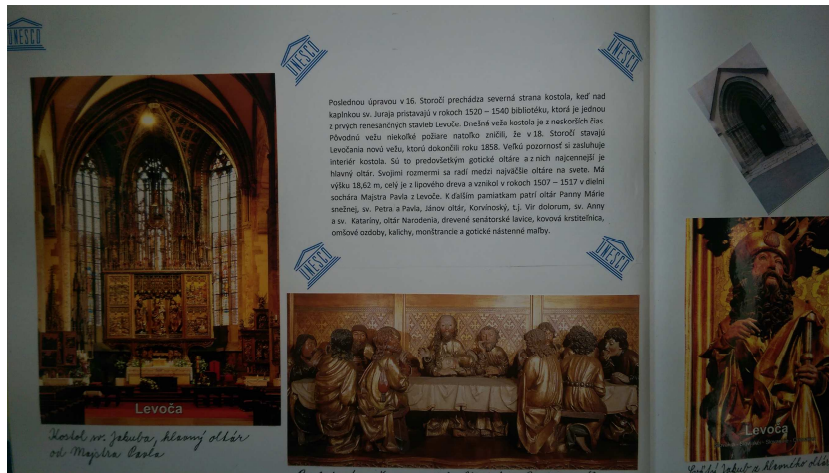 UNESCO
UNESCO
UNESCO
Poslednou úpravou v 16. Storočí prechádza severná strana kostola, keď nad
kaplnkou sv. Juraja pristavajú v rokoch 1520 – 1540 bibliotéku, ktorá je jednou
z prvých renesančných stavieb Levoče. Dnešná veža kostola je z neskorších čias.
Pôvodnú vežu niekoľké požiare natoľko zničili, že v 18. Storočí stavajú
Levočania novú vežu, ktorú dokončili roku 1858. Veľkú pozornosť si zasluhuje
interiér kostola. Sú to predovšetkým gotické oltáre a z nich najcennejší je
hlavný oltár. Svojimi rozmermi sa radí medzi najväčšie oltáre na svete. Má
výšku 18,62 m, celý je z lipového dreva a vznikol v rokoch 1507 – 1517 v dielni
sochára Majstra Pavla z Levoče. K ďalším pamiatkam patrí oltár Panny Márie
snežnej, sv. Petra a Pavla, Jánov oltár, Korvínoský, t.j. Vir dolorum, sv. Anny
a sv. Kataríny, oltár Narodenia, drevené senátorské lavice, kovová krstiteľnica,
omšové ozdoby, kalichy, monštrancie a gotické nástenné maľby.
UNESCO
UNESCO
Levoča
Kostol sv. Jakuba, hlavný oltár
od Majstra Pavla
Levoča
Svätý Jakub z hlavného oltára